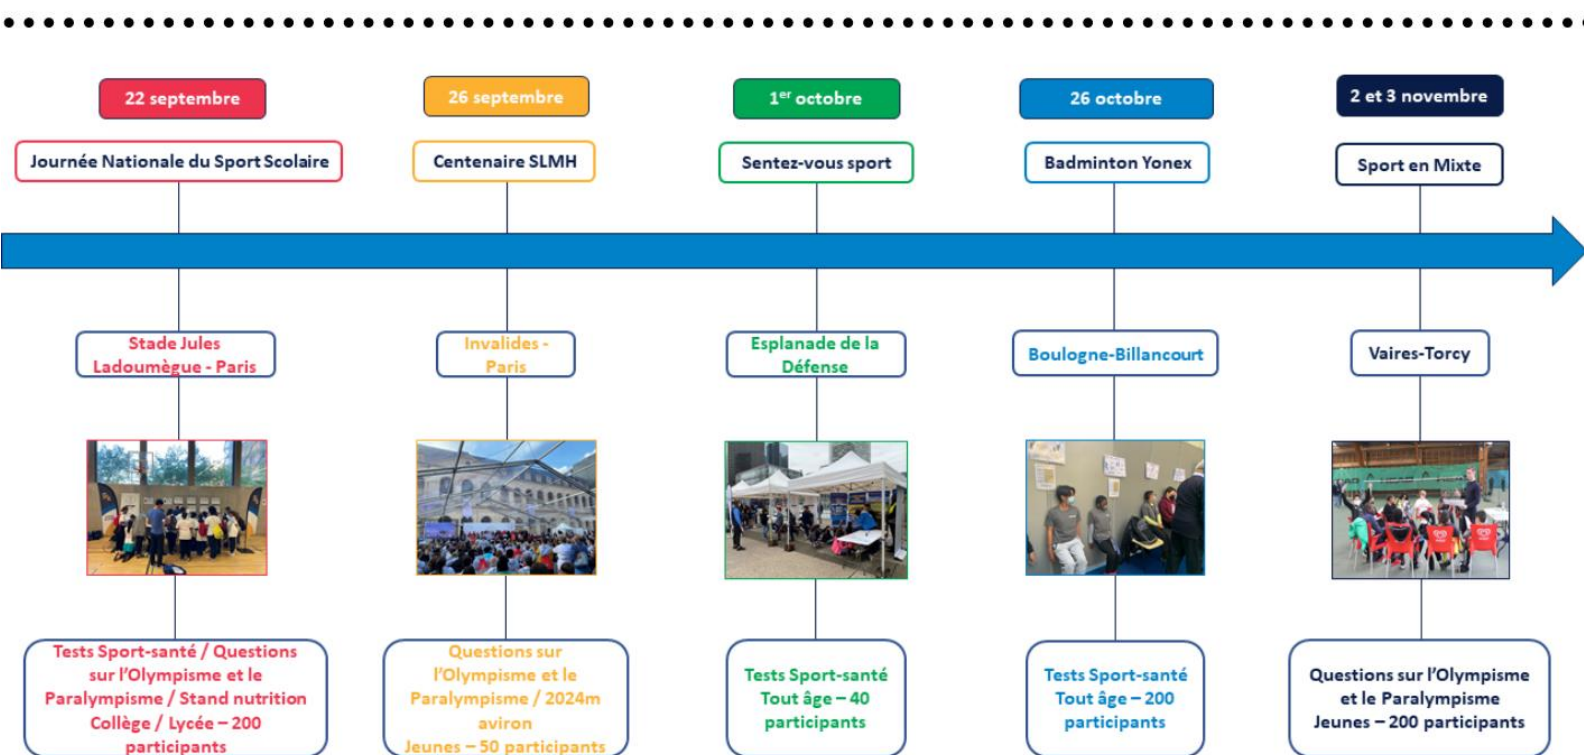 22 septembre
26 septembre
1er octobre
26 octobre
2 et 3 novembre
Journée Nationale du Sport Scolaire
Centenaire SLMH
Sentez-vous sport
Badminton Yonex
Sport en Mixte
Stade Jules
Ladoumègue - Paris
Invalides -
Paris
Esplanade de la
Défense
Boulogne-Billancourt
Vaires-Torcy
Tests Sport-santé / Questions
sur l'Olympisme et le
Paralympisme / Stand nutrition
Collège / Lycée – 200
participants
Questions sur
l'Olympisme et le
Paralympisme / 2024m
aviron
Jeunes – 50 participants
Tests Sport-santé
Tout âge – 40
participants
Tests Sport-santé
Tout âge – 200
participants
Questions sur l'Olympisme
et le Paralympisme
Jeunes – 200 participants